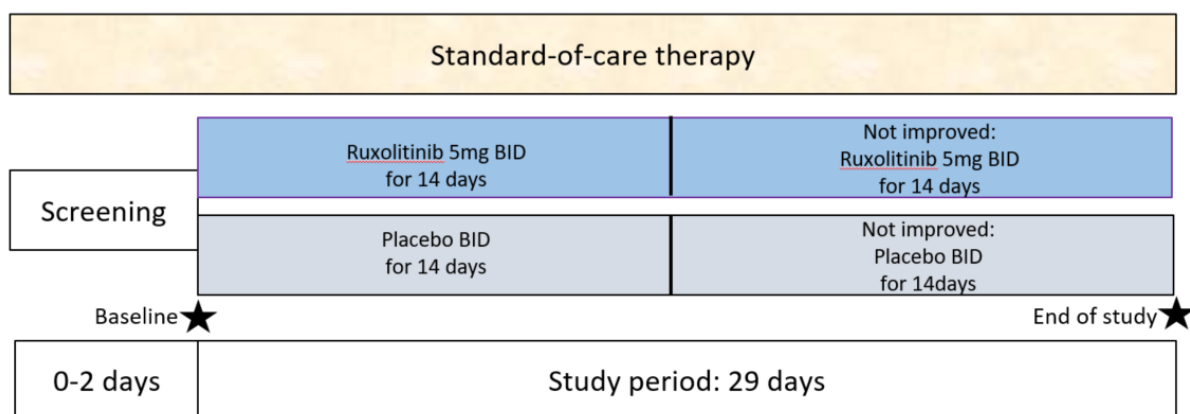 Standard-of-care therapy
Ruxolitinib 5mg BID
for 14 days
Not improved:
Ruxolitinib 5mg BID
for 14 days
Screening
Placebo BID
for 14 days
Not improved:
Placebo BID
for 14days
Baseline
End of study
0-2 days
Study period: 29 days